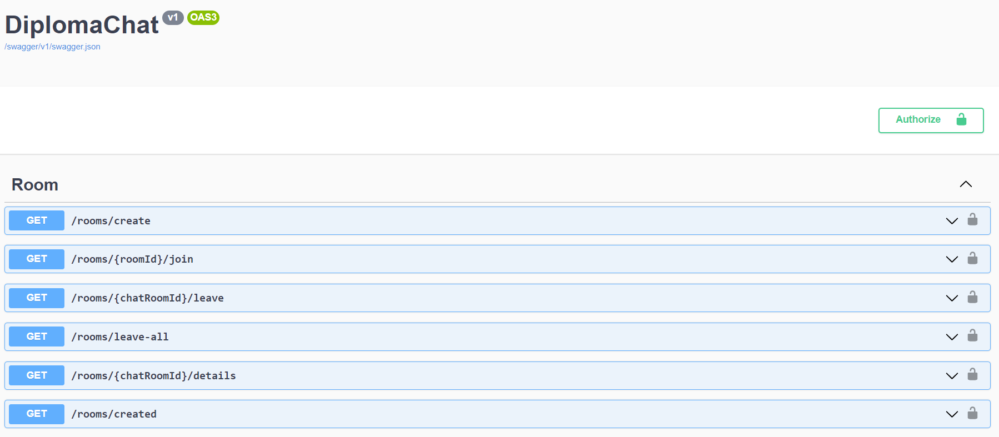 DiplomaChat v1 OAS3
/swagger/v1/swagger.json
Authorize
Room
GET /rooms/create
GET /rooms/{roomId}/join
GET /rooms/{chatRoomId}/leave
GET /rooms/leave-all
GET /rooms/{chatRoomId}/details
GET /rooms/created